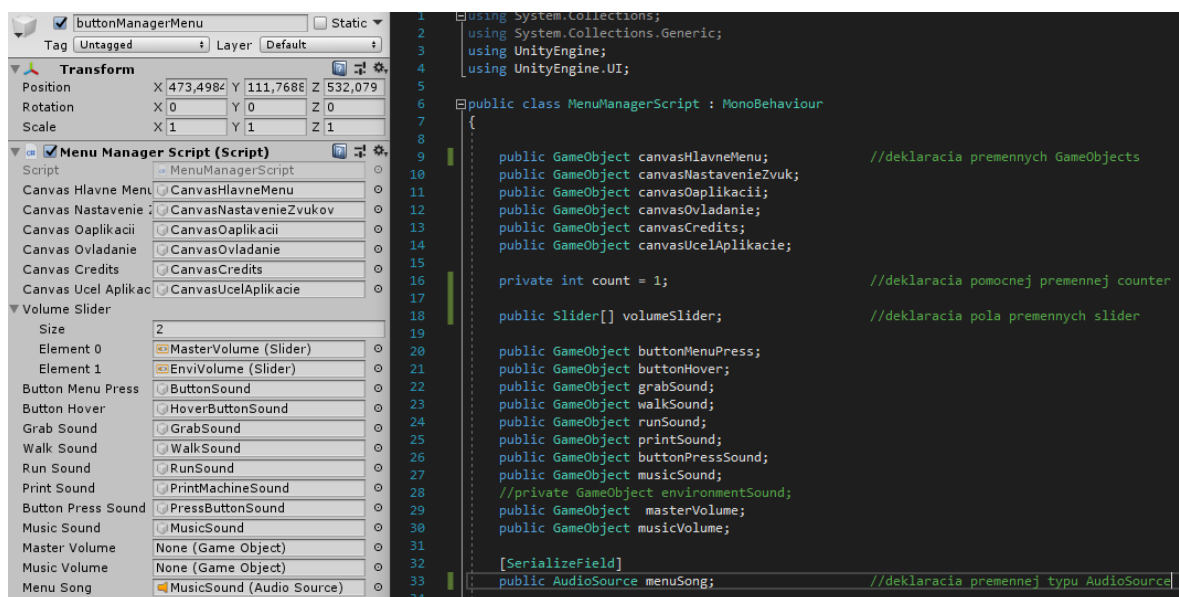 buttonManagerMenu Static
Tag Untagged Layer Default
Transform
Position X 473,4984 Y 111,7688 Z 532,079
Rotation X 0 Y 0 Z 0
Scale X 1 Y 1 Z 1
Menu Manager Script (Script)
Script MenuManagerScript
Canvas Hlavne Menu CanvasHlavneMenu
Canvas Nastavenie Z CanvasNastavenieZvukov
Canvas Oaplikacii CanvasOaplikacii
Canvas Ovladanie CanvasOvladanie
Canvas Credits CanvasCredits
Canvas Ucel Aplikac CanvasUcelAplikacie
Volume Slider
Size 2
Element 0 MasterVolume (Slider)
Element 1 EnviVolume (Slider)
Button Menu Press ButtonSound
Button Hover HoverButtonSound
Grab Sound GrabSound
Walk Sound WalkSound
Run Sound RunSound
Print Sound PrintMachineSound
Button Press Sound PressButtonSound
Music Sound MusicSound
Master Volume None (Game Object)
Music Volume None (Game Object)
Menu Song MusicSound (Audio Source)
1 using System.Collections;
2 using System.Collections.Generic;
3 using UnityEngine;
4 using UnityEngine.UI;
5
6 public class MenuManagerScript : MonoBehaviour
7 {
8
9 public GameObject canvasHlavneMenu; //deklaracia premennych GameObjects
10 public GameObject canvasNastavenieZvuk;
11 public GameObject canvasOaplikacii;
12 public GameObject canvasOvladanie;
13 public GameObject canvasCredits;
14 public GameObject canvasUcelAplikacie;
15
16 private int count = 1; //deklaracia pomocnej premennej counter
17
18 public Slider[] volumeSlider; //deklaracia pola premennych slider
19
20 public GameObject buttonMenuPress;
21 public GameObject buttonHover;
22 public GameObject grabSound;
23 public GameObject walkSound;
24 public GameObject runSound;
25 public GameObject printSound;
26 public GameObject buttonPressSound;
27 public GameObject musicSound;
28 //private GameObject environmentSound;
29 public GameObject masterVolume;
30 public GameObject musicVolume;
31
32 [SerializeField]
33 public AudioSource menuSong; //deklaracia premennej typu AudioSource